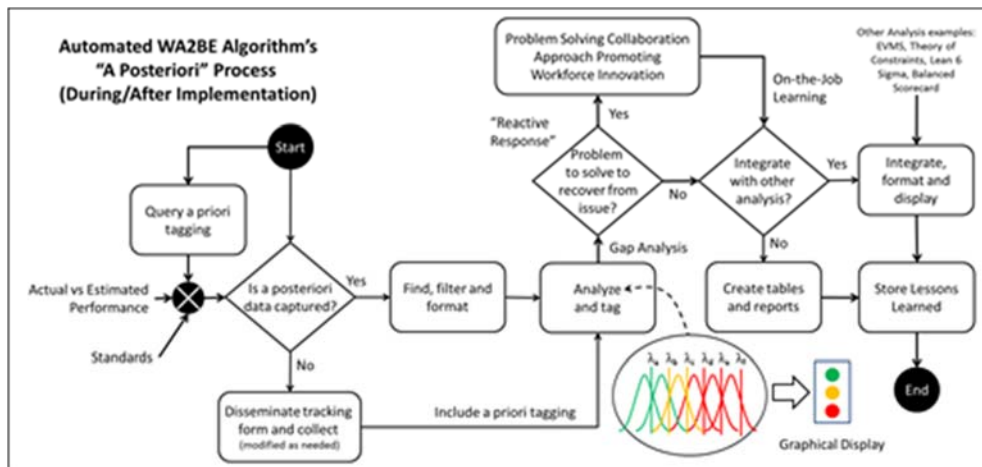 Automated WA2BE Algorithm's
"A Posteriori" Process
(During/After Implementation)
Start
Query a priori
tagging
Actual vs Estimated
Performance
Standards
Is a posteriori
data captured?
Yes
No
Disseminate tracking
form and collect
(modified as needed)
Find, filter and
format
Include a priori tagging
Analyze
and tag
Gap Analysis
"Reactive
Response"
Problem
to solve to
recover from
issue?
Yes
No
Problem Solving Collaboration
Approach Promoting
Workforce Innovation
On-the-Job
Learning
Integrate
with other
analysis?
Yes
No
Other Analysis examples:
EVMS, Theory of
Constraints, Lean 6
Sigma, Balanced
Scorecard
Integrate,
format and
display
Create tables
and reports
Store Lessons
Learned
End
Graphical Display